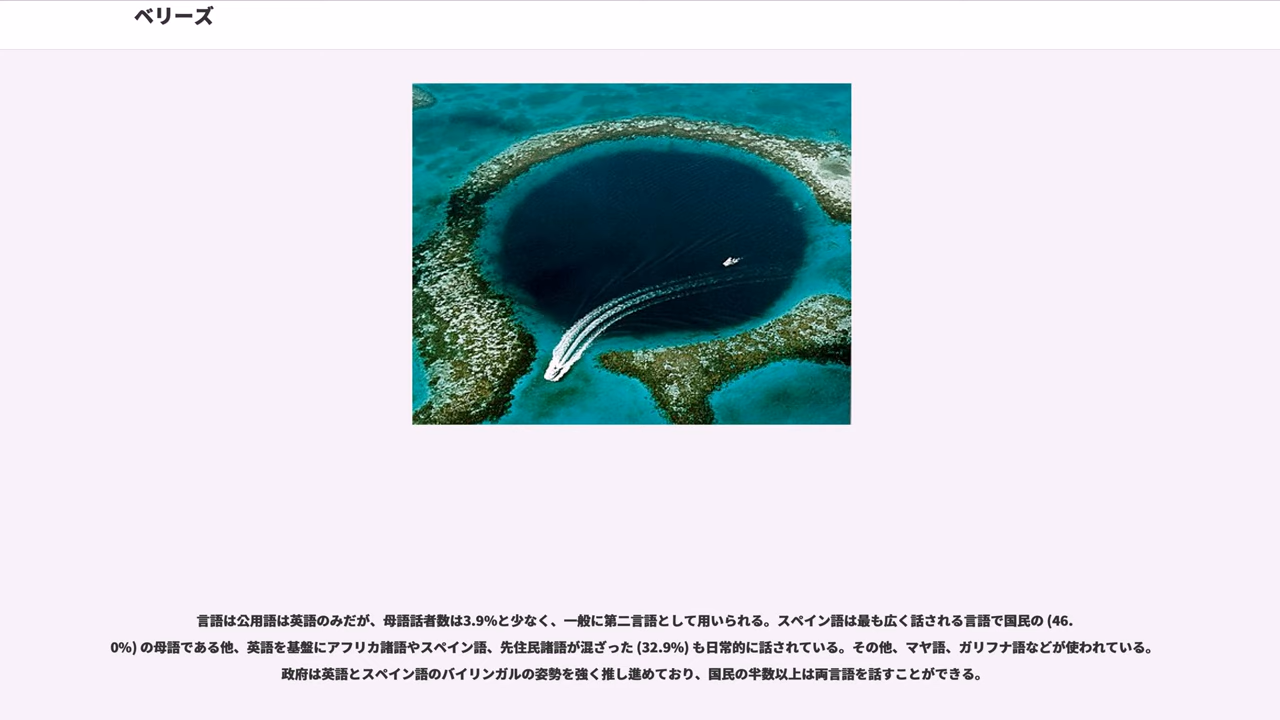 ベリーズ
言語は公用語は英語のみだが、母語話者数は3.9%と少なく、一般に第二言語として用いられる。スペイン語は最も広く話される言語で国民の (46.
0%) の母語である他、英語を基盤にアフリカ諸語やスペイン語、先住民諸語が混ざった (32.9%) も日常的に話されている。その他、マヤ語、ガリフナ語などが使われている。
政府は英語とスペイン語のバイリンガルの姿勢を強く推し進めており、国民の半数以上は両言語を話すことができる。